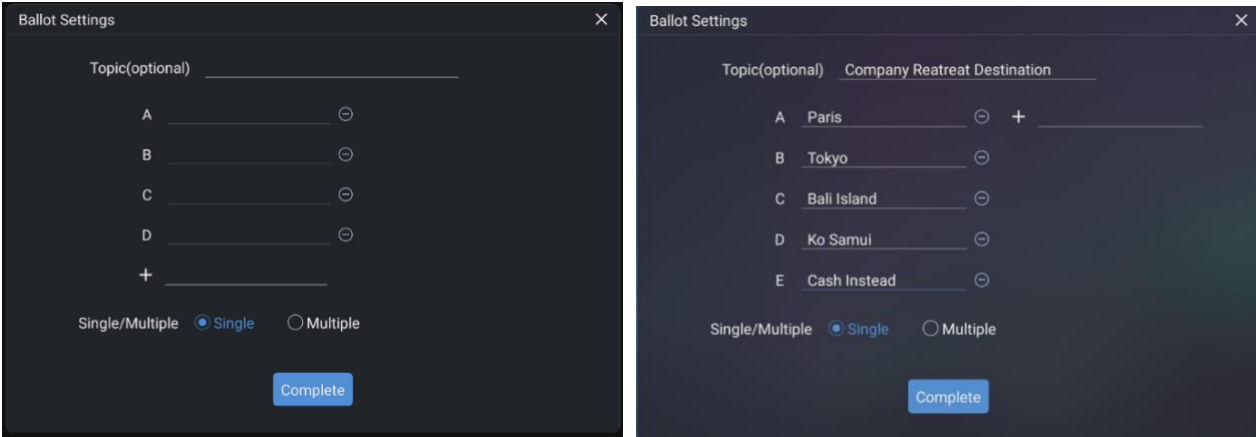 Ballot Settings
Topic(optional)
A
B
C
D
+
Single/Multiple Single Multiple
Complete
Ballot Settings
Topic(optional) Company Reatreat Destination
A Paris +
B Tokyo
C Bali Island
D Ko Samui
E Cash Instead
Single/Multiple Single Multiple
Complete